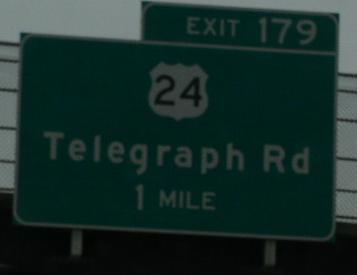 EXIT 179
24
Telegraph Rd
1 MILE